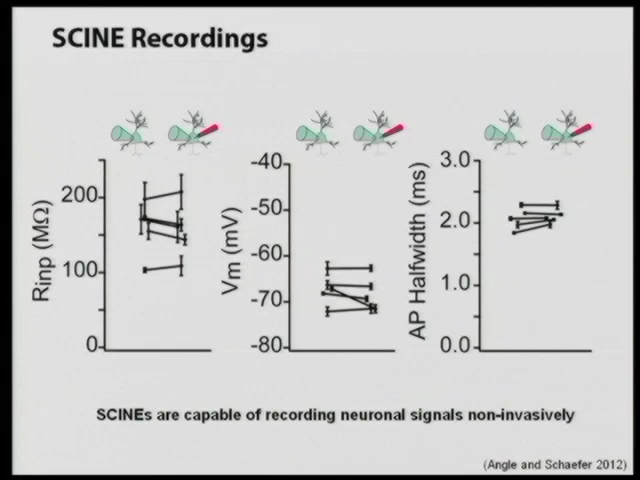 SCINE Recordings
Rinp (MΩ)
200
100
0
Vm (mV)
-40
-50
-60
-70
-80
AP Halfwidth (ms)
3.0
2.0
1.0
0.0
SCINEs are capable of recording neuronal signals non-invasively
(Angle and Schaefer 2012)